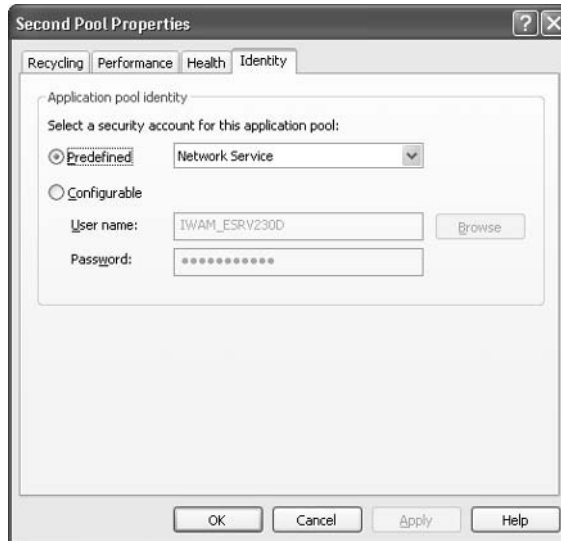 Second Pool Properties
Recycling Performance Health Identity
Application pool identity
Select a security account for this application pool:
Predefined Network Service
Configurable
User name: IWAM_ESRV230D Browse
Password: ●●●●●●●●●●●
OK Cancel Apply Help